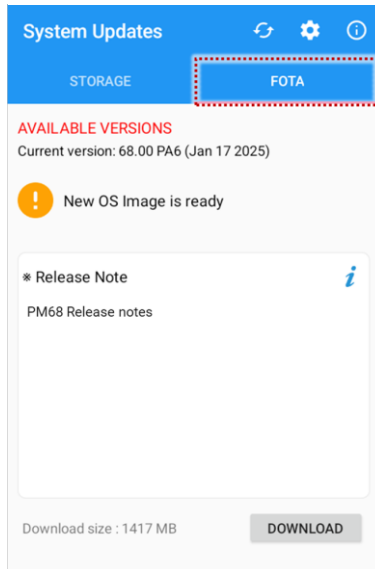 System Updates
STORAGE
FOTA
AVAILABLE VERSIONS
Current version: 68.00 PA6 (Jan 17 2025)
! New OS Image is ready
※ Release Note
i
PM68 Release notes
Download size : 1417 MB
DOWNLOAD